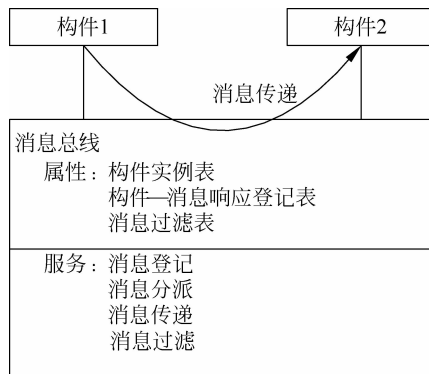 构件1
构件2
消息传递
消息总线
属性：构件实例表
构件—消息响应登记表
消息过滤表
服务：消息登记
消息分派
消息传递
消息过滤